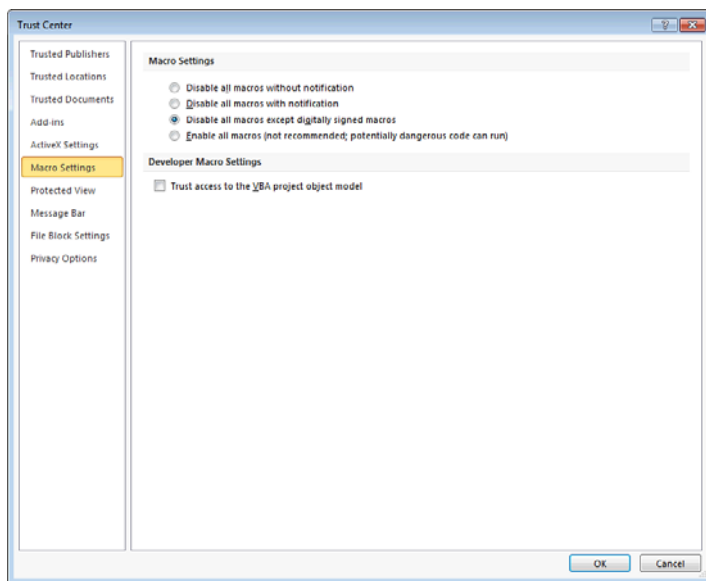 Trust Center
Trusted Publishers
Trusted Locations
Trusted Documents
Add-ins
ActiveX Settings
Macro Settings
Protected View
Message Bar
File Block Settings
Privacy Options
Macro Settings
Disable all macros without notification
Disable all macros with notification
Disable all macros except digitally signed macros
Enable all macros (not recommended; potentially dangerous code can run)
Developer Macro Settings
Trust access to the VBA project object model
OK
Cancel